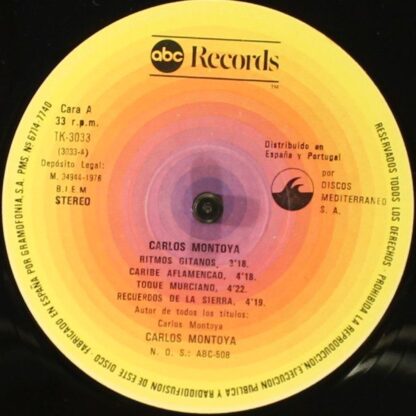 abc Records
TM
Cara A
33 r.p.m.
TK-3033
(3033-A)
Depósito Legal:
M. 34944-1976
B.I.E.M
STEREO
Distribuido en
España y Portugal
por
DISCOS
MEDITERRANEO
S. A.
CARLOS MONTOYA
RITMOS GITANOS, 3'18.
CARIBE AFLAMENCAO, 4'18.
TOQUE MURCIANO, 4'22.
RECUERDOS DE LA SIERRA, 4'19.
Autor de todos los títulos:
Carlos Montoya
CARLOS MONTOYA
N. O. S.: ABC-508
FABRICADO EN ESPAÑA POR GRAMOFONIA, S.A. PMS. Nº 6714-7740
RESERVADOS TODOS LOS DERECHOS · PROHIBIDA LA REPRODUCCION, EJECUCION PUBLICA Y RADIODIFUSION DE ESTE DISCO ·